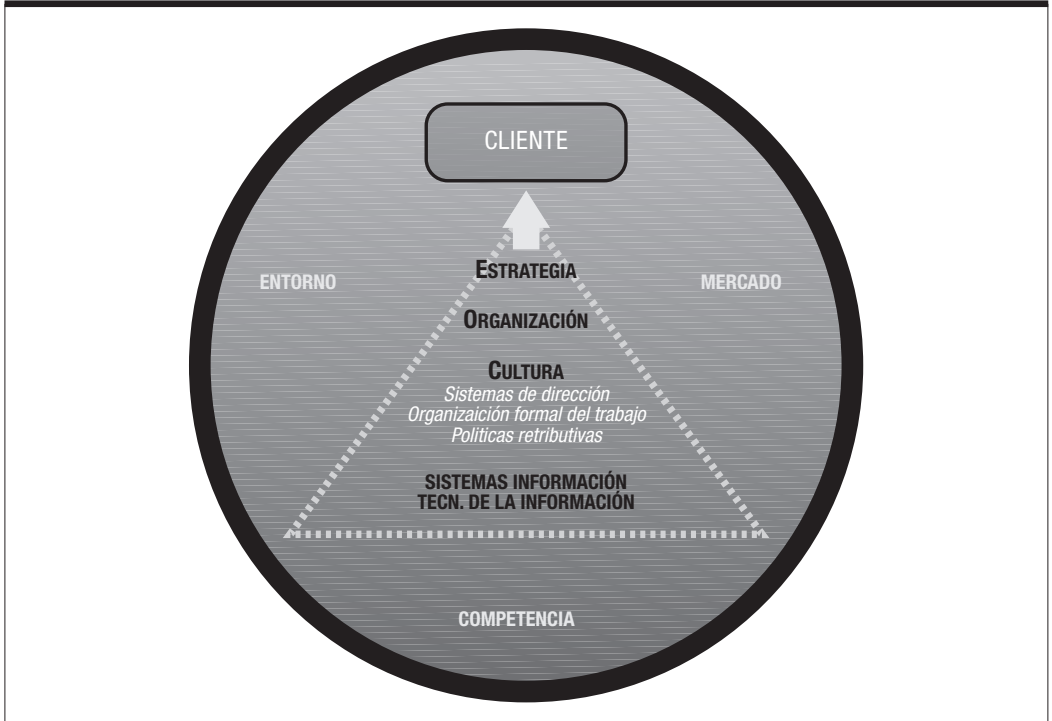 CLIENTE
ENTORNO
MERCADO
ESTRATEGIA
ORGANIZACIÓN
CULTURA
Sistemas de dirección
Organizaición formal del trabajo
Politicas retributivas
SISTEMAS INFORMACIÓN
TECN. DE LA INFORMACIÓN
COMPETENCIA